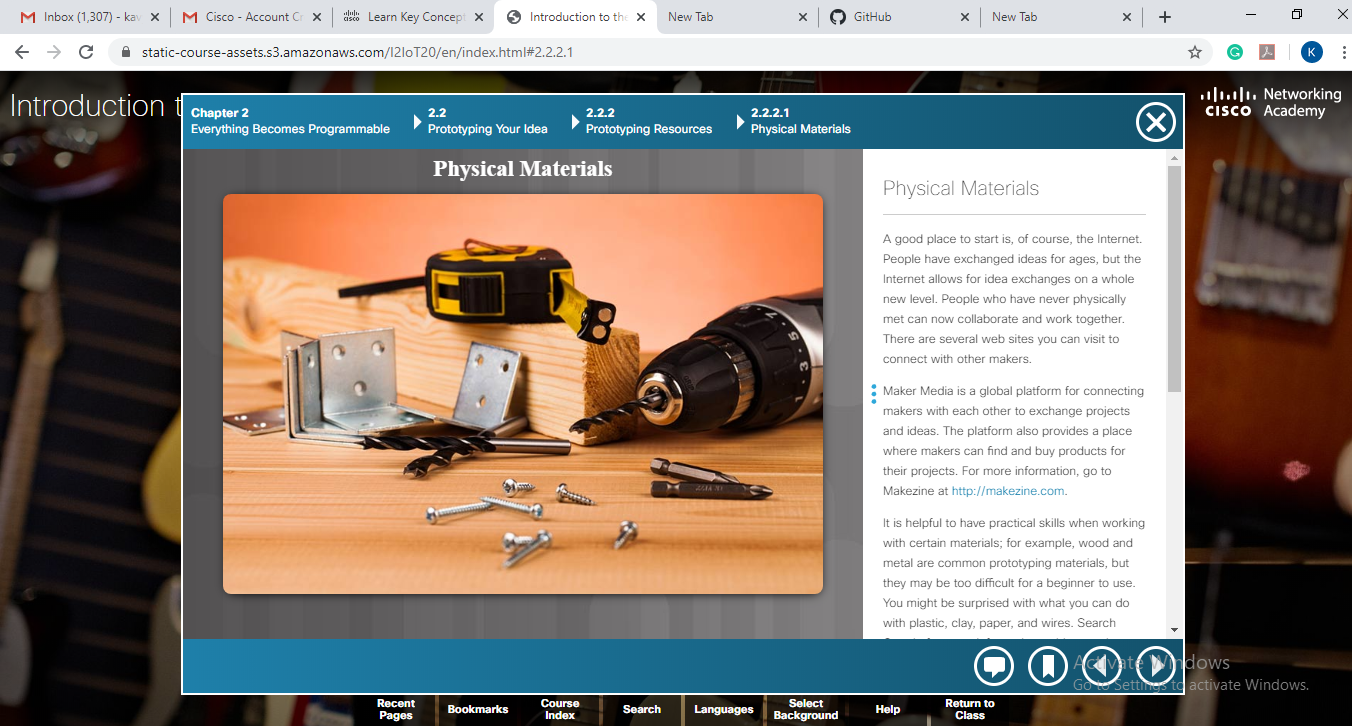 Inbox (1,307) - kav
Cisco - Account Cr
Learn Key Concept
Introduction to the
New Tab
GitHub
New Tab
static-course-assets.s3.amazonaws.com/I2IoT20/en/index.html#2.2.2.1
K
Introduction t
Chapter 2
Everything Becomes Programmable
2.2
Prototyping Your Idea
2.2.2
Prototyping Resources
2.2.2.1
Physical Materials
CISCO
Networking
Academy
Physical Materials
Physical Materials
A good place to start is, of course, the Internet.
People have exchanged ideas for ages, but the
Internet allows for idea exchanges on a whole
new level. People who have never physically
met can now collaborate and work together.
There are several web sites you can visit to
connect with other makers.
Maker Media is a global platform for connecting
makers with each other to exchange projects
and ideas. The platform also provides a place
where makers can find and buy products for
their projects. For more information, go to
Makezine at http://makezine.com.
It is helpful to have practical skills when working
with certain materials; for example, wood and
metal are common prototyping materials, but
they may be too difficult for a beginner to use.
You might be surprised with what you can do
with plastic, clay, paper, and wires. Search
Activate Windows
Go to Settings to activate Windows.
Recent
Pages
Bookmarks
Course
Index
Search
Languages
Select
Background
Help
Return to
Class